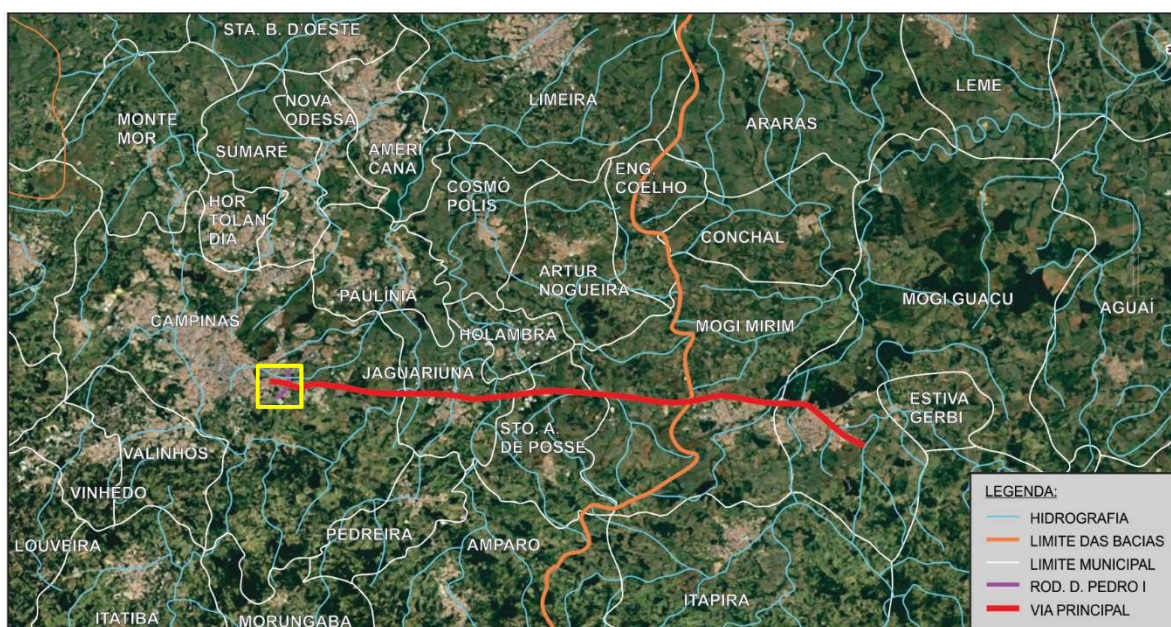 STA. B. D'OESTE
LEME
LIMEIRA
NOVA
ODESSA
MONTE
MOR
ARARAS
SUMARÉ
AMERI
CANA
ENG.
COELHO
COSMÓ
POLIS
HOR
TOLÂN
DIA
CONCHAL
ARTUR
NOGUEIRA
PAULÍNIA
MOGI GUAÇU
AGUAÍ
CAMPINAS
HOLAMBRA
MOGI MIRIM
JAGUARIUNA
ESTIVA
GERBI
STO. A.
DE POSSE
VALINHOS
VINHEDO
LOUVEIRA
PEDREIRA
AMPARO
ITAPIRA
ITATIBA
MORUNGABA
LEGENDA:
HIDROGRAFIA
LIMITE DAS BACIAS
LIMITE MUNICIPAL
ROD. D. PEDRO I
VIA PRINCIPAL